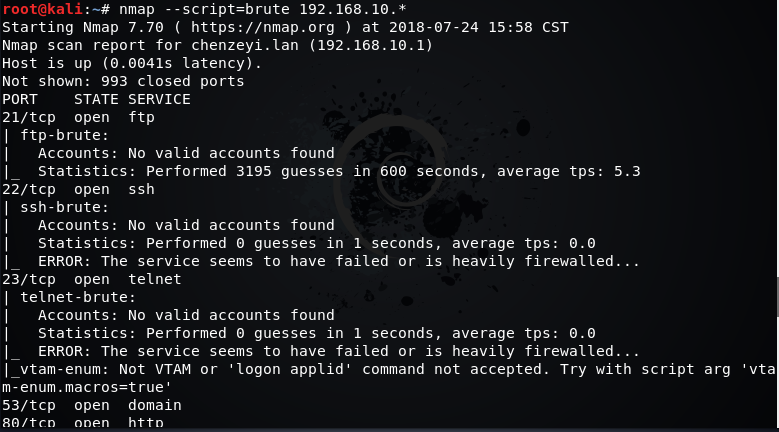 root@kali:~# nmap --script=brute 192.168.10.*
Starting Nmap 7.70 ( https://nmap.org ) at 2018-07-24 15:58 CST
Nmap scan report for chenzeyi.lan (192.168.10.1)
Host is up (0.0041s latency).
Not shown: 993 closed ports
PORT    STATE SERVICE
21/tcp  open  ftp
| ftp-brute:
|   Accounts: No valid accounts found
|_  Statistics: Performed 3195 guesses in 600 seconds, average tps: 5.3
22/tcp  open  ssh
| ssh-brute:
|   Accounts: No valid accounts found
|   Statistics: Performed 0 guesses in 1 seconds, average tps: 0.0
|_  ERROR: The service seems to have failed or is heavily firewalled...
23/tcp  open  telnet
| telnet-brute:
|   Accounts: No valid accounts found
|   Statistics: Performed 0 guesses in 1 seconds, average tps: 0.0
|_  ERROR: The service seems to have failed or is heavily firewalled...
|_vtam-enum: Not VTAM or 'logon applid' command not accepted. Try with script arg 'vta
m-enum.macros=true'
53/tcp  open  domain
80/tcp  open  http